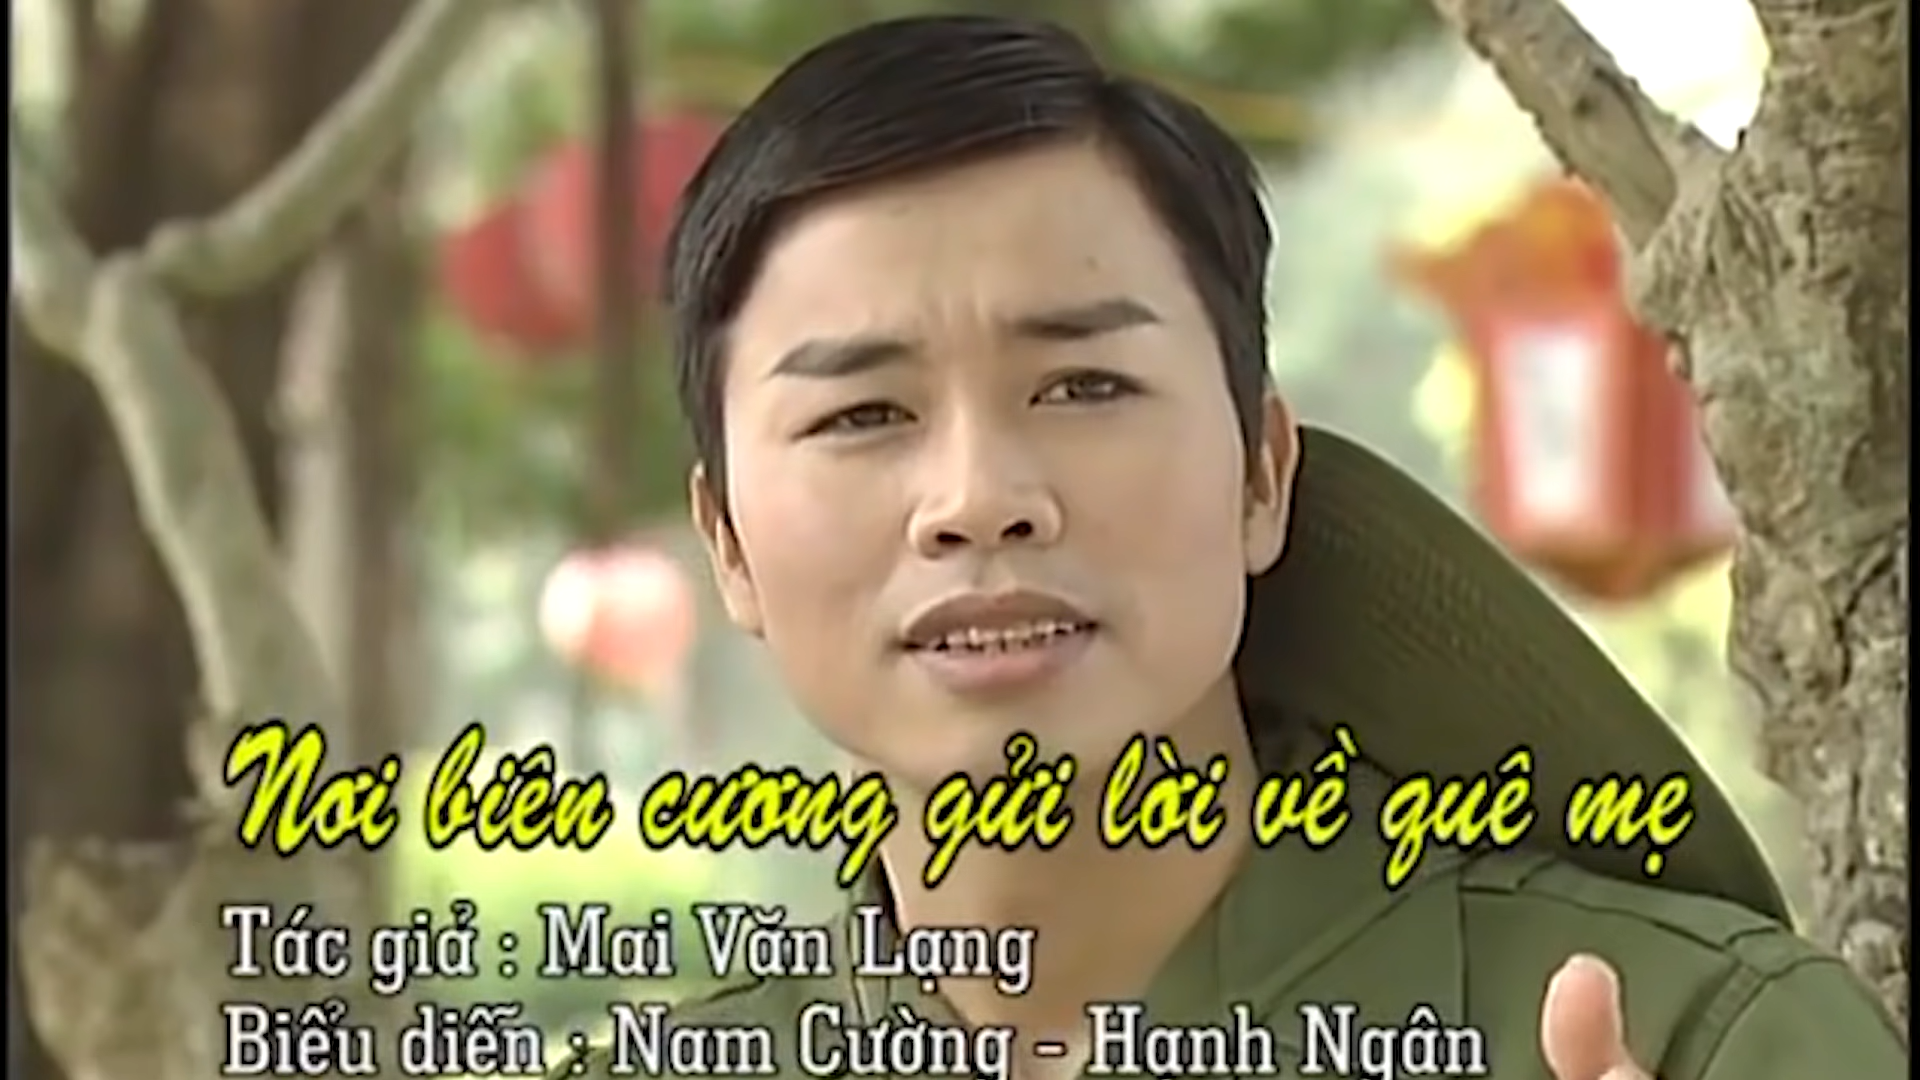 Nơi biên cương gửi lời về quê mẹ
Tác giả : Mai Văn Lạng
Biểu diễn : Nam Cường - Hạnh Ngân